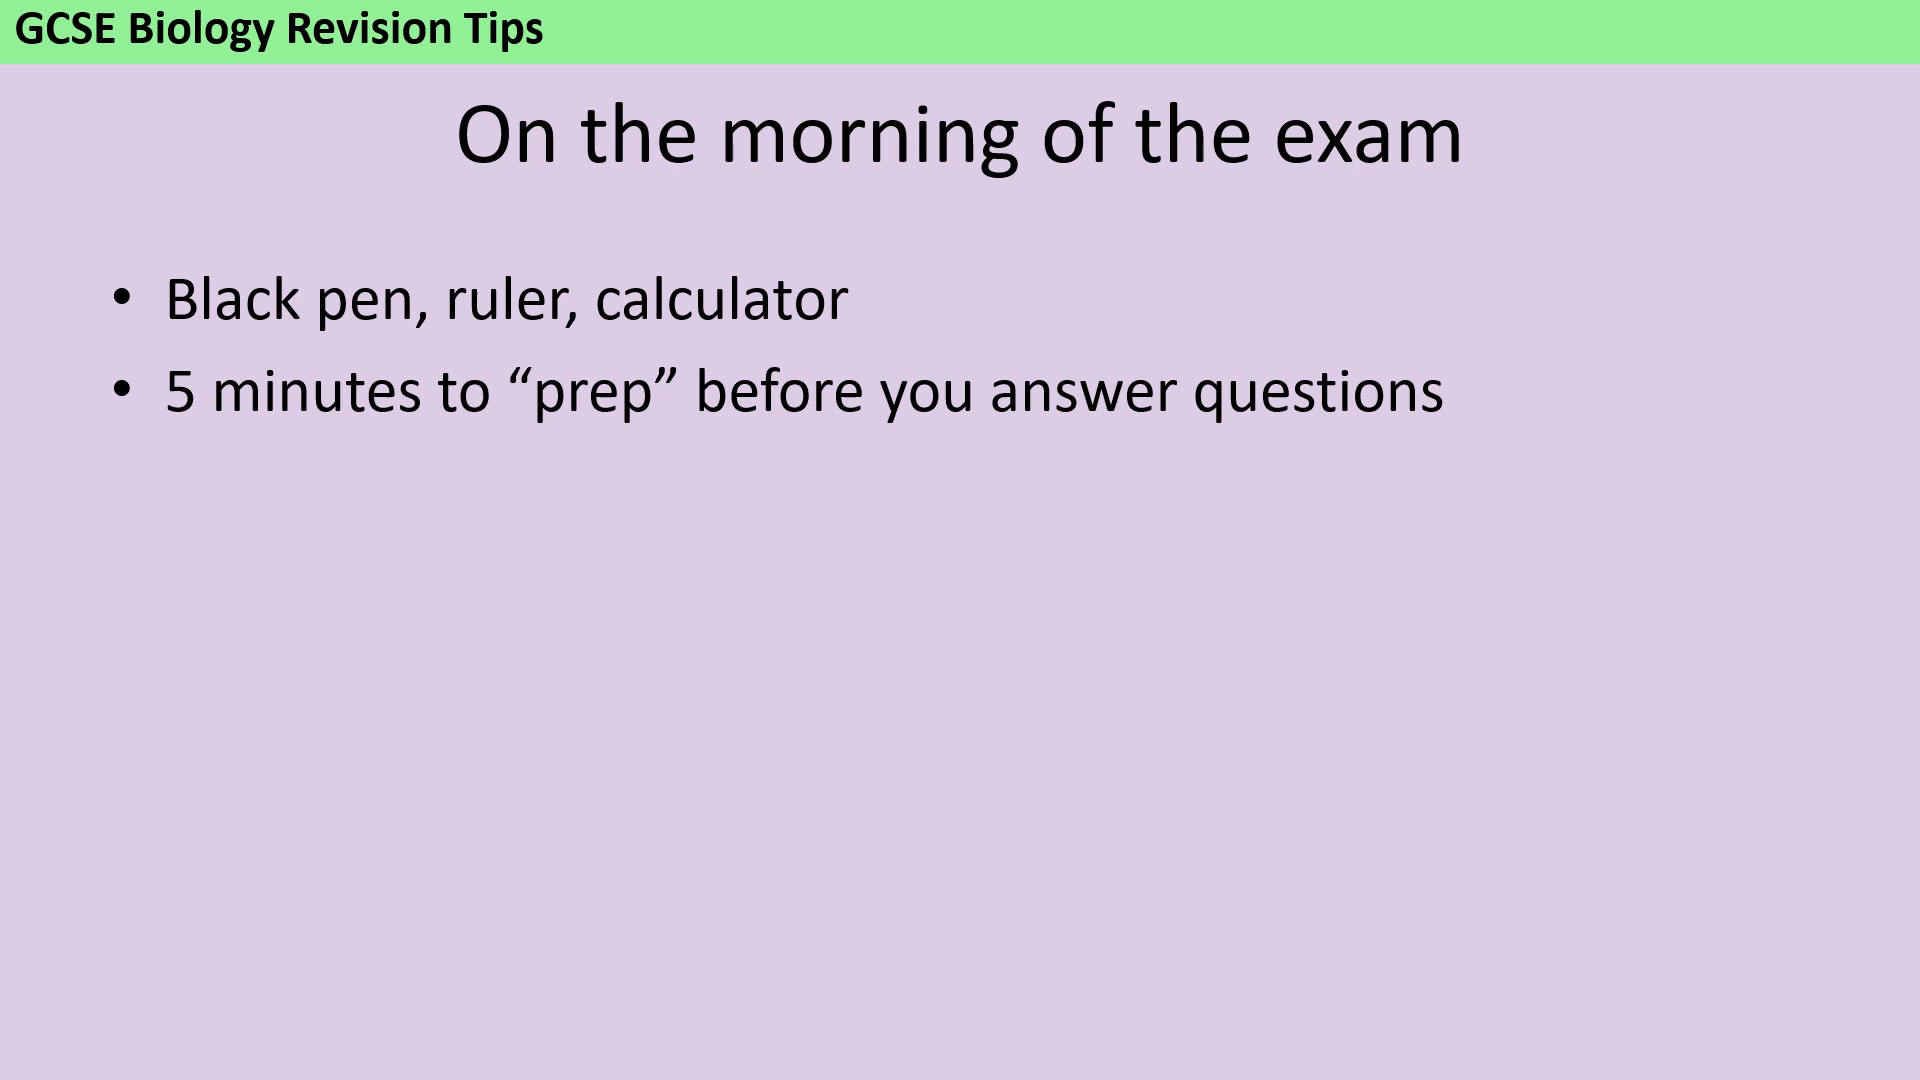 GCSE Biology Revision Tips
On the morning of the exam
• Black pen, ruler, calculator
• 5 minutes to “prep” before you answer questions